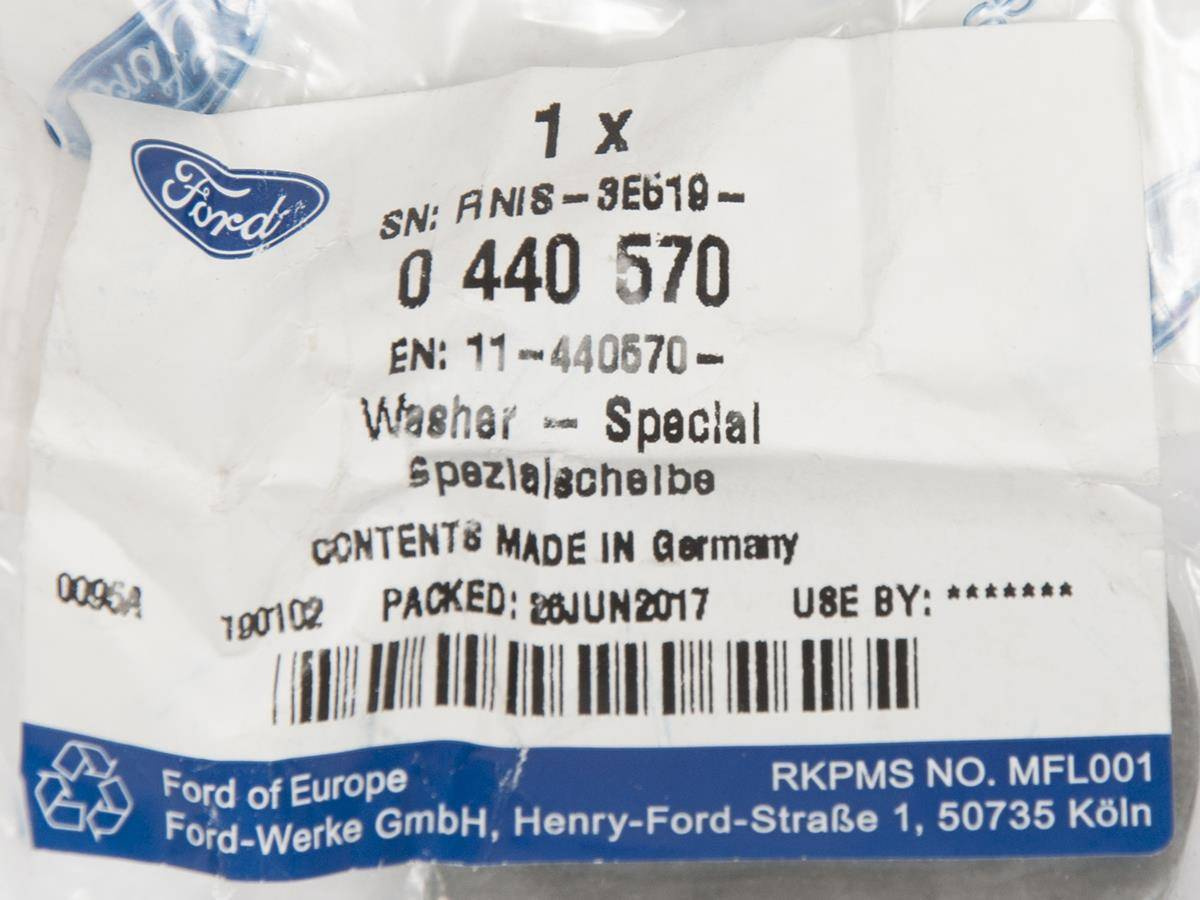 Ford
1 x
SN: RNIS-3E619-
0 440 570
EN: 11-440570-
Washer - Special
Spezialscheibe
CONTENTS MADE IN Germany
0095A
190102 PACKED: 26JUN2017 USE BY: *******
Ford of Europe
RKPMS NO. MFL001
Ford-Werke GmbH, Henry-Ford-Straße 1, 50735 Köln